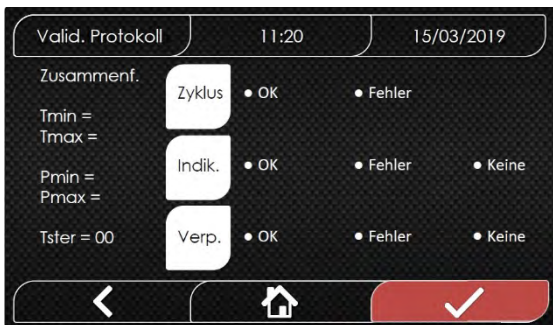 Valid. Protokoll 11:20 15/03/2019
Zusammenf.
Tmin =
Tmax =
Pmin =
Pmax =
Tster = 00
Zyklus • OK • Fehler
Indik. • OK • Fehler • Keine
Verp. • OK • Fehler • Keine